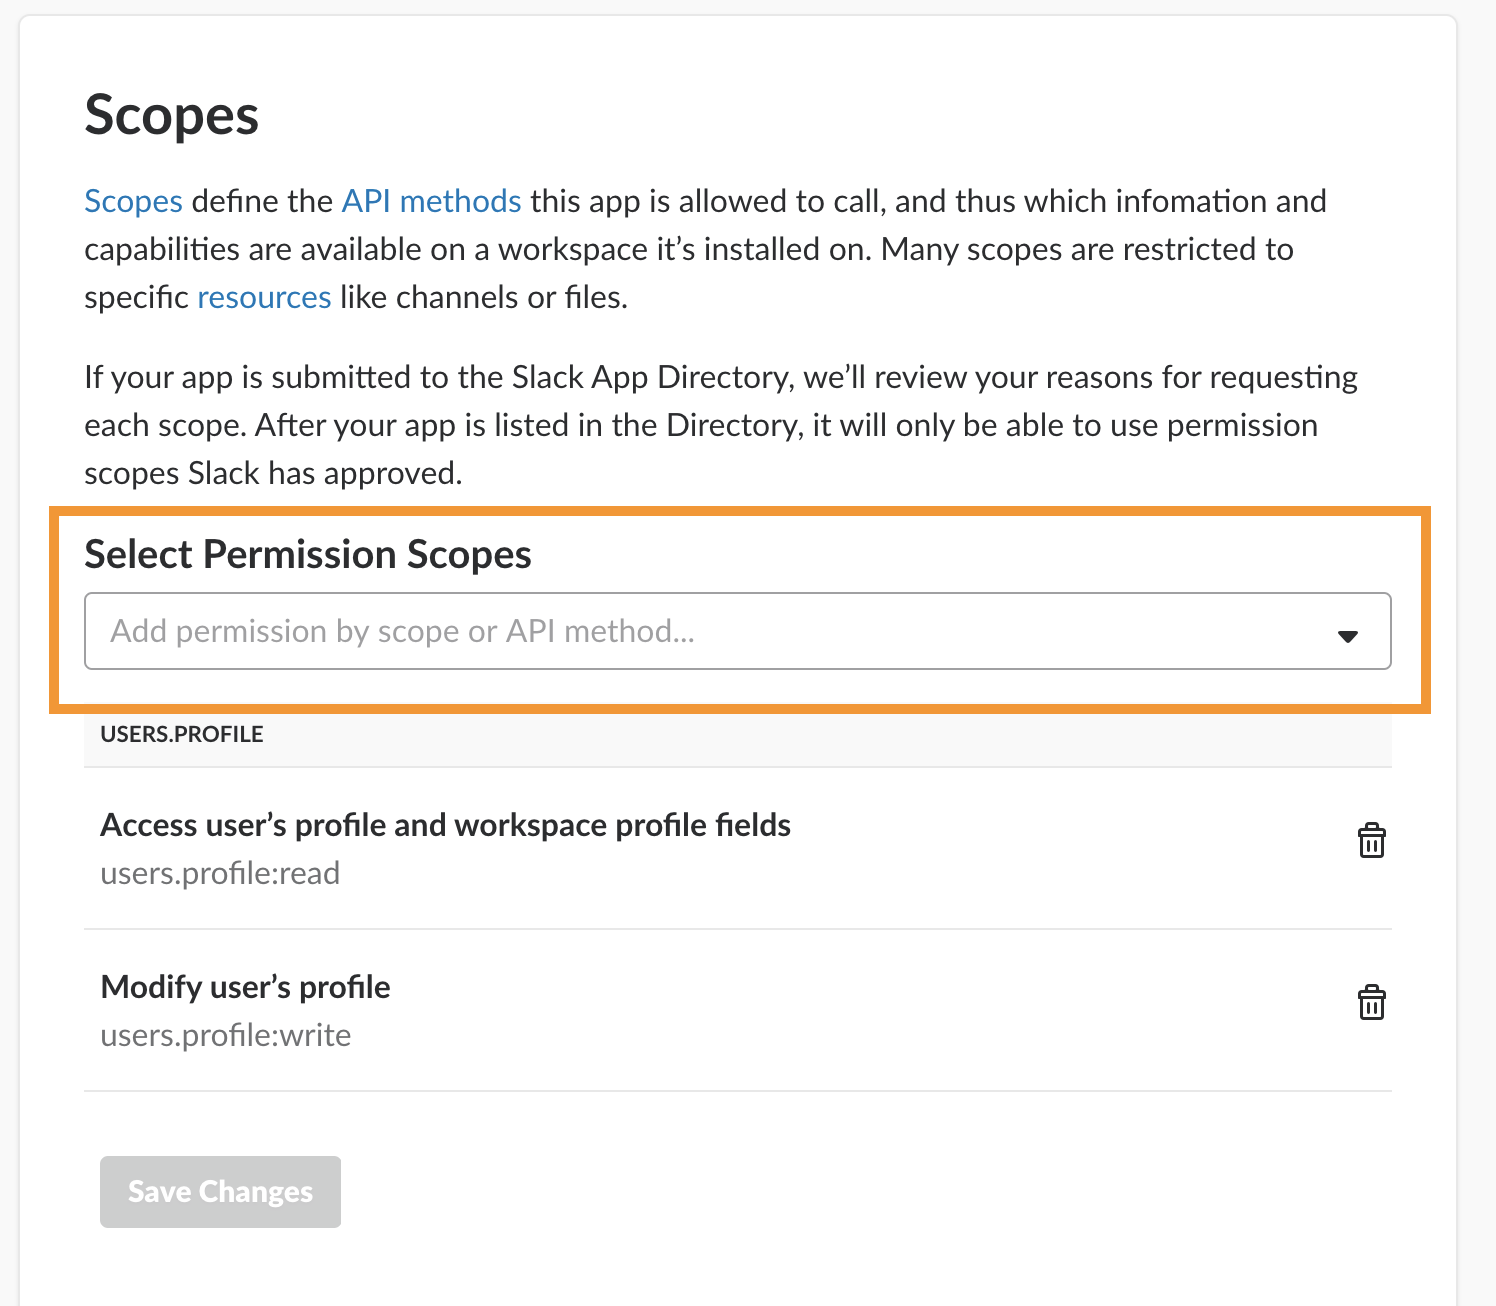 Scopes
Scopes define the API methods this app is allowed to call, and thus which infomation and
capabilities are available on a workspace it’s installed on. Many scopes are restricted to
specific resources like channels or files.
If your app is submitted to the Slack App Directory, we’ll review your reasons for requesting
each scope. After your app is listed in the Directory, it will only be able to use permission
scopes Slack has approved.
Select Permission Scopes
Add permission by scope or API method...
USERS.PROFILE
Access user’s profile and workspace profile fields
users.profile:read
Modify user’s profile
users.profile:write
Save Changes